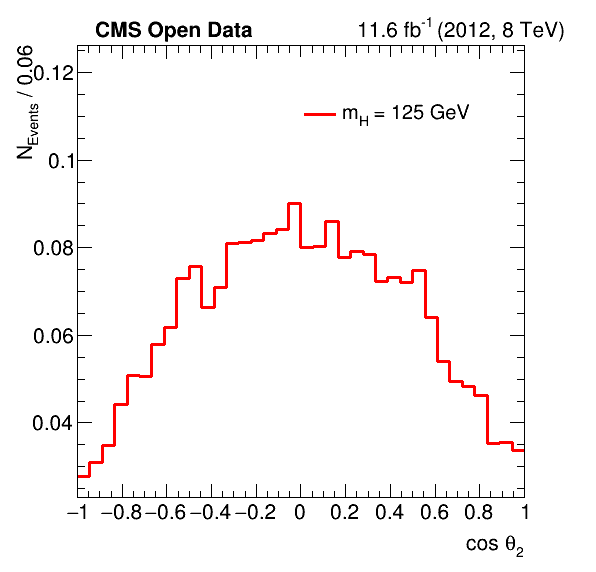 CMS Open Data 11.6 fb⁻¹ (2012, 8 TeV)
N_Events / 0.06
m_H = 125 GeV
0.12
0.1
0.08
0.06
0.04
−1 −0.8 −0.6 −0.4 −0.2 0 0.2 0.4 0.6 0.8 1
cos θ₂